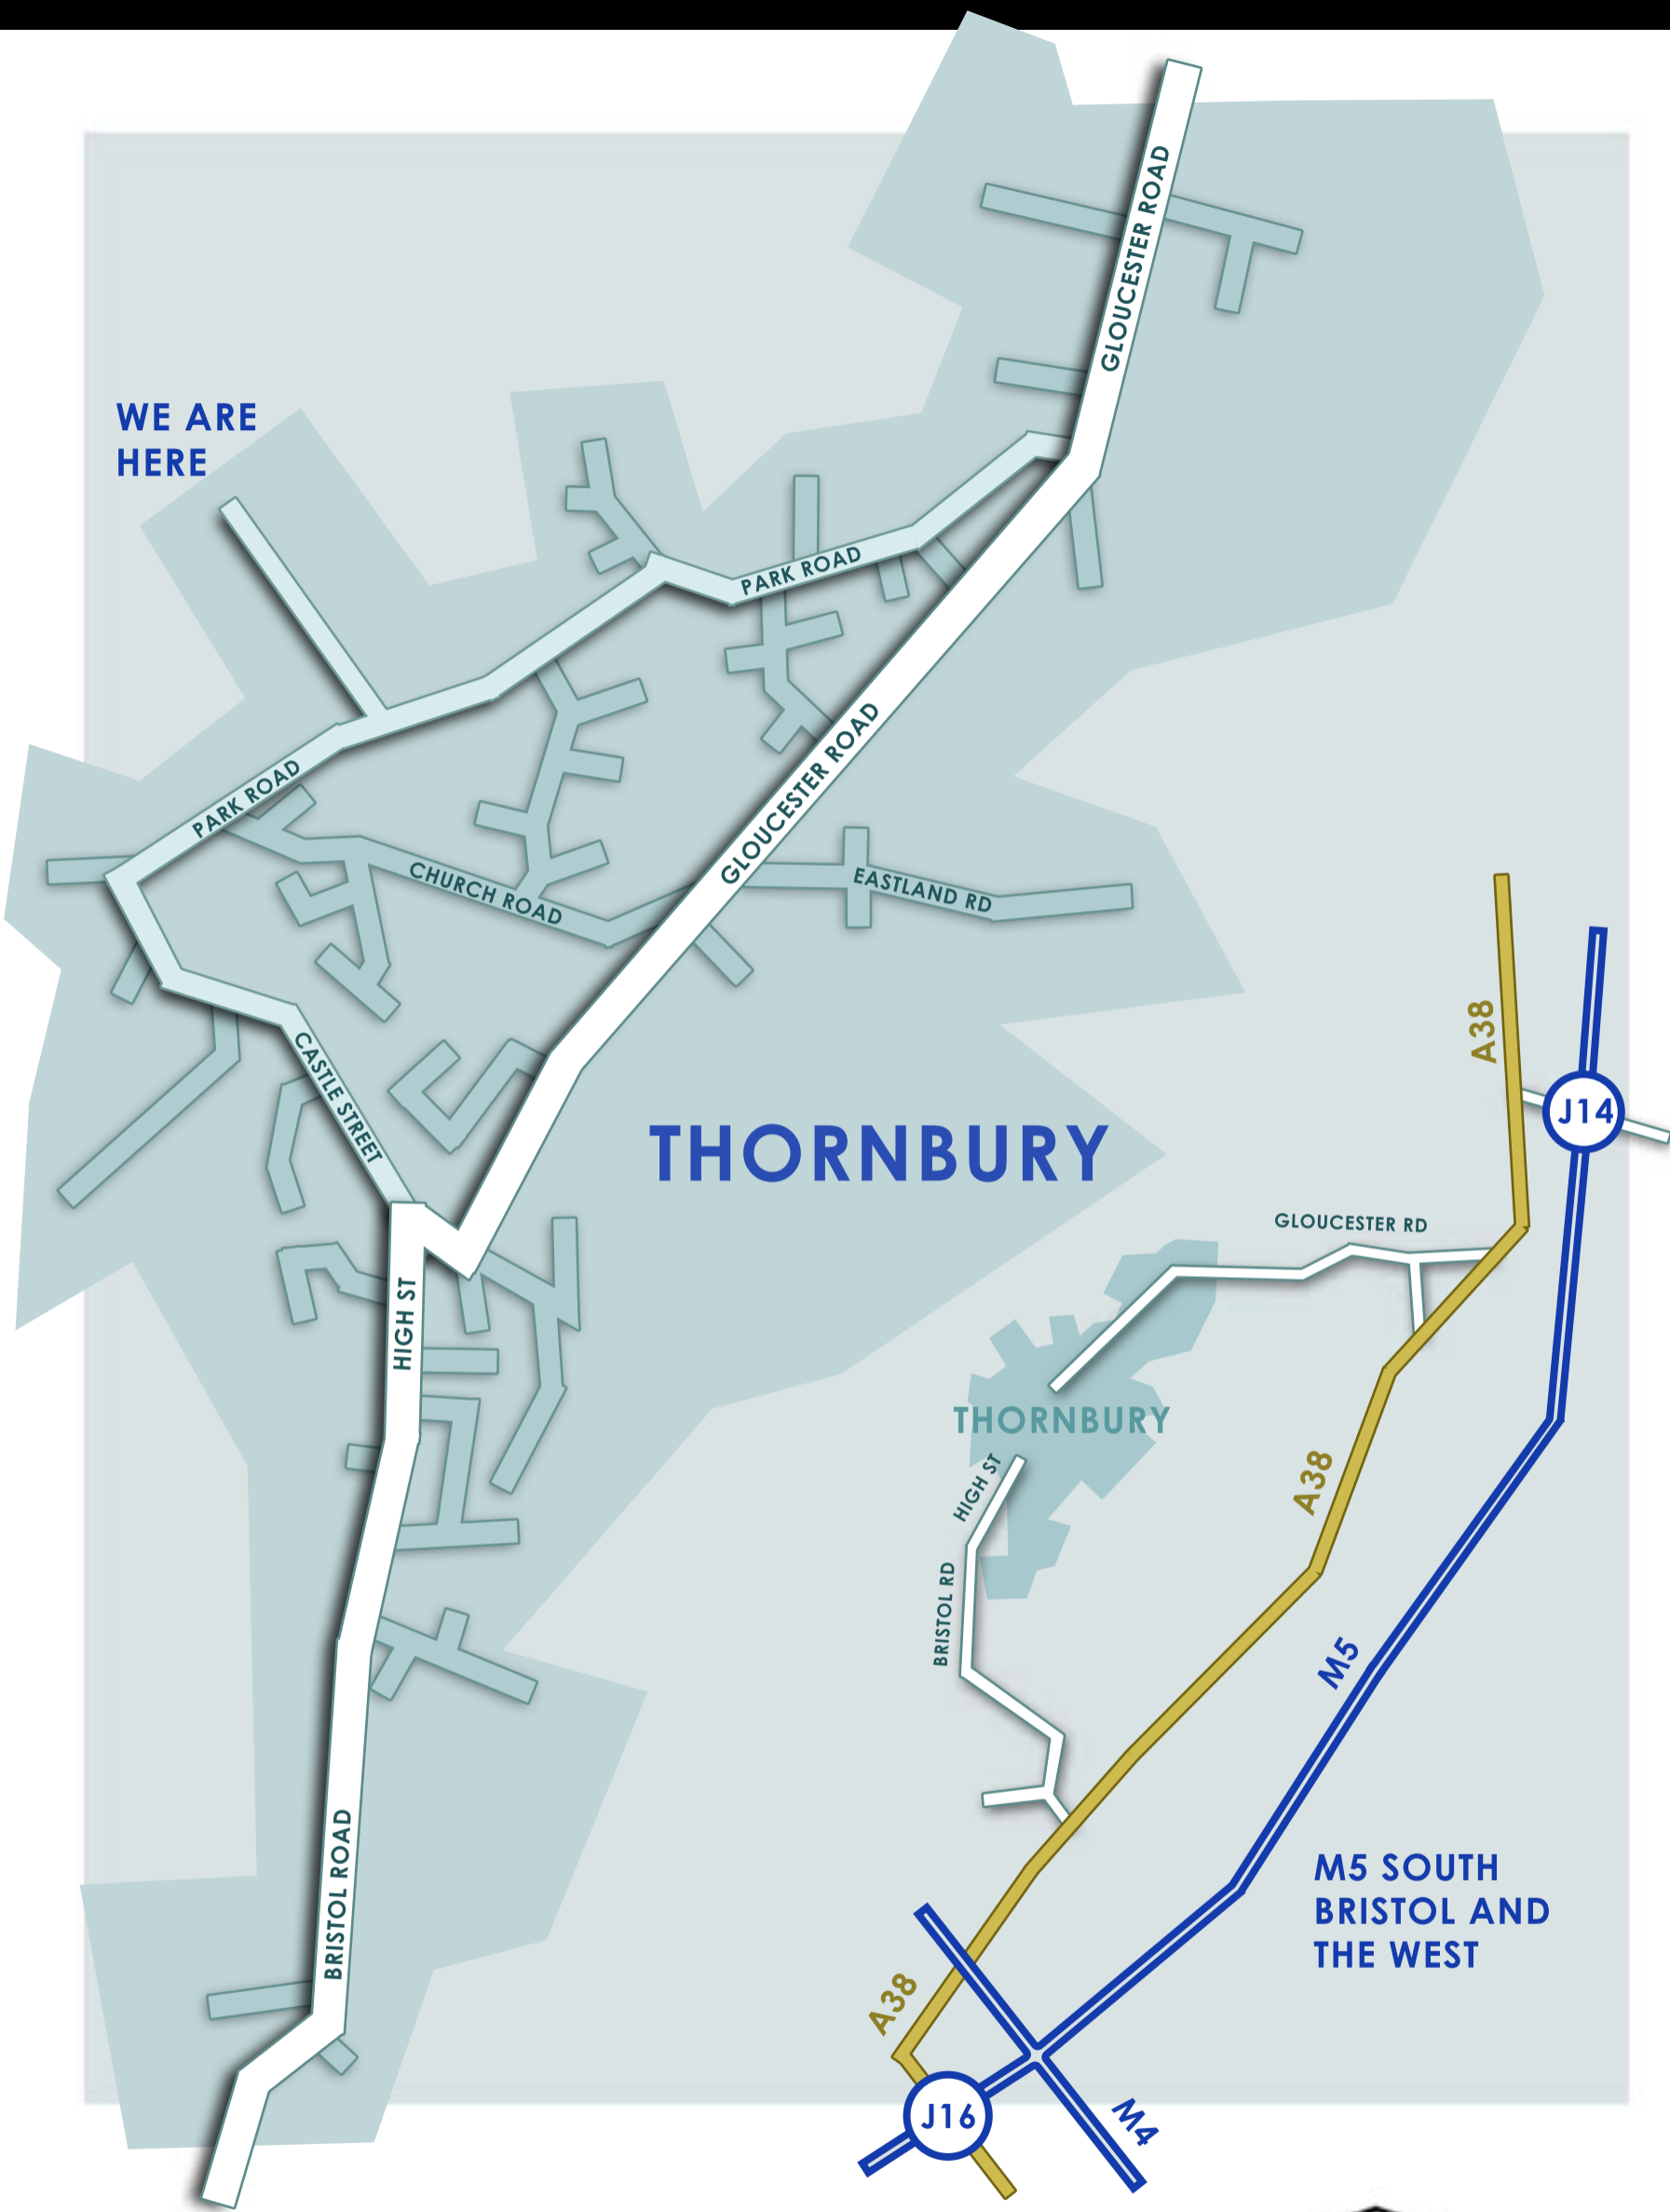 GLOUCESTER ROAD
WE ARE
HERE
PARK ROAD
GLOUCESTER ROAD
PARK ROAD
CHURCH ROAD
EASTLAND RD
CASTLE STREET
THORNBURY
HIGH ST
BRISTOL ROAD
A38
J14
GLOUCESTER RD
THORNBURY
HIGH ST
A38
BRISTOL RD
M5
M5 SOUTH
BRISTOL AND
THE WEST
A38
J16
M4